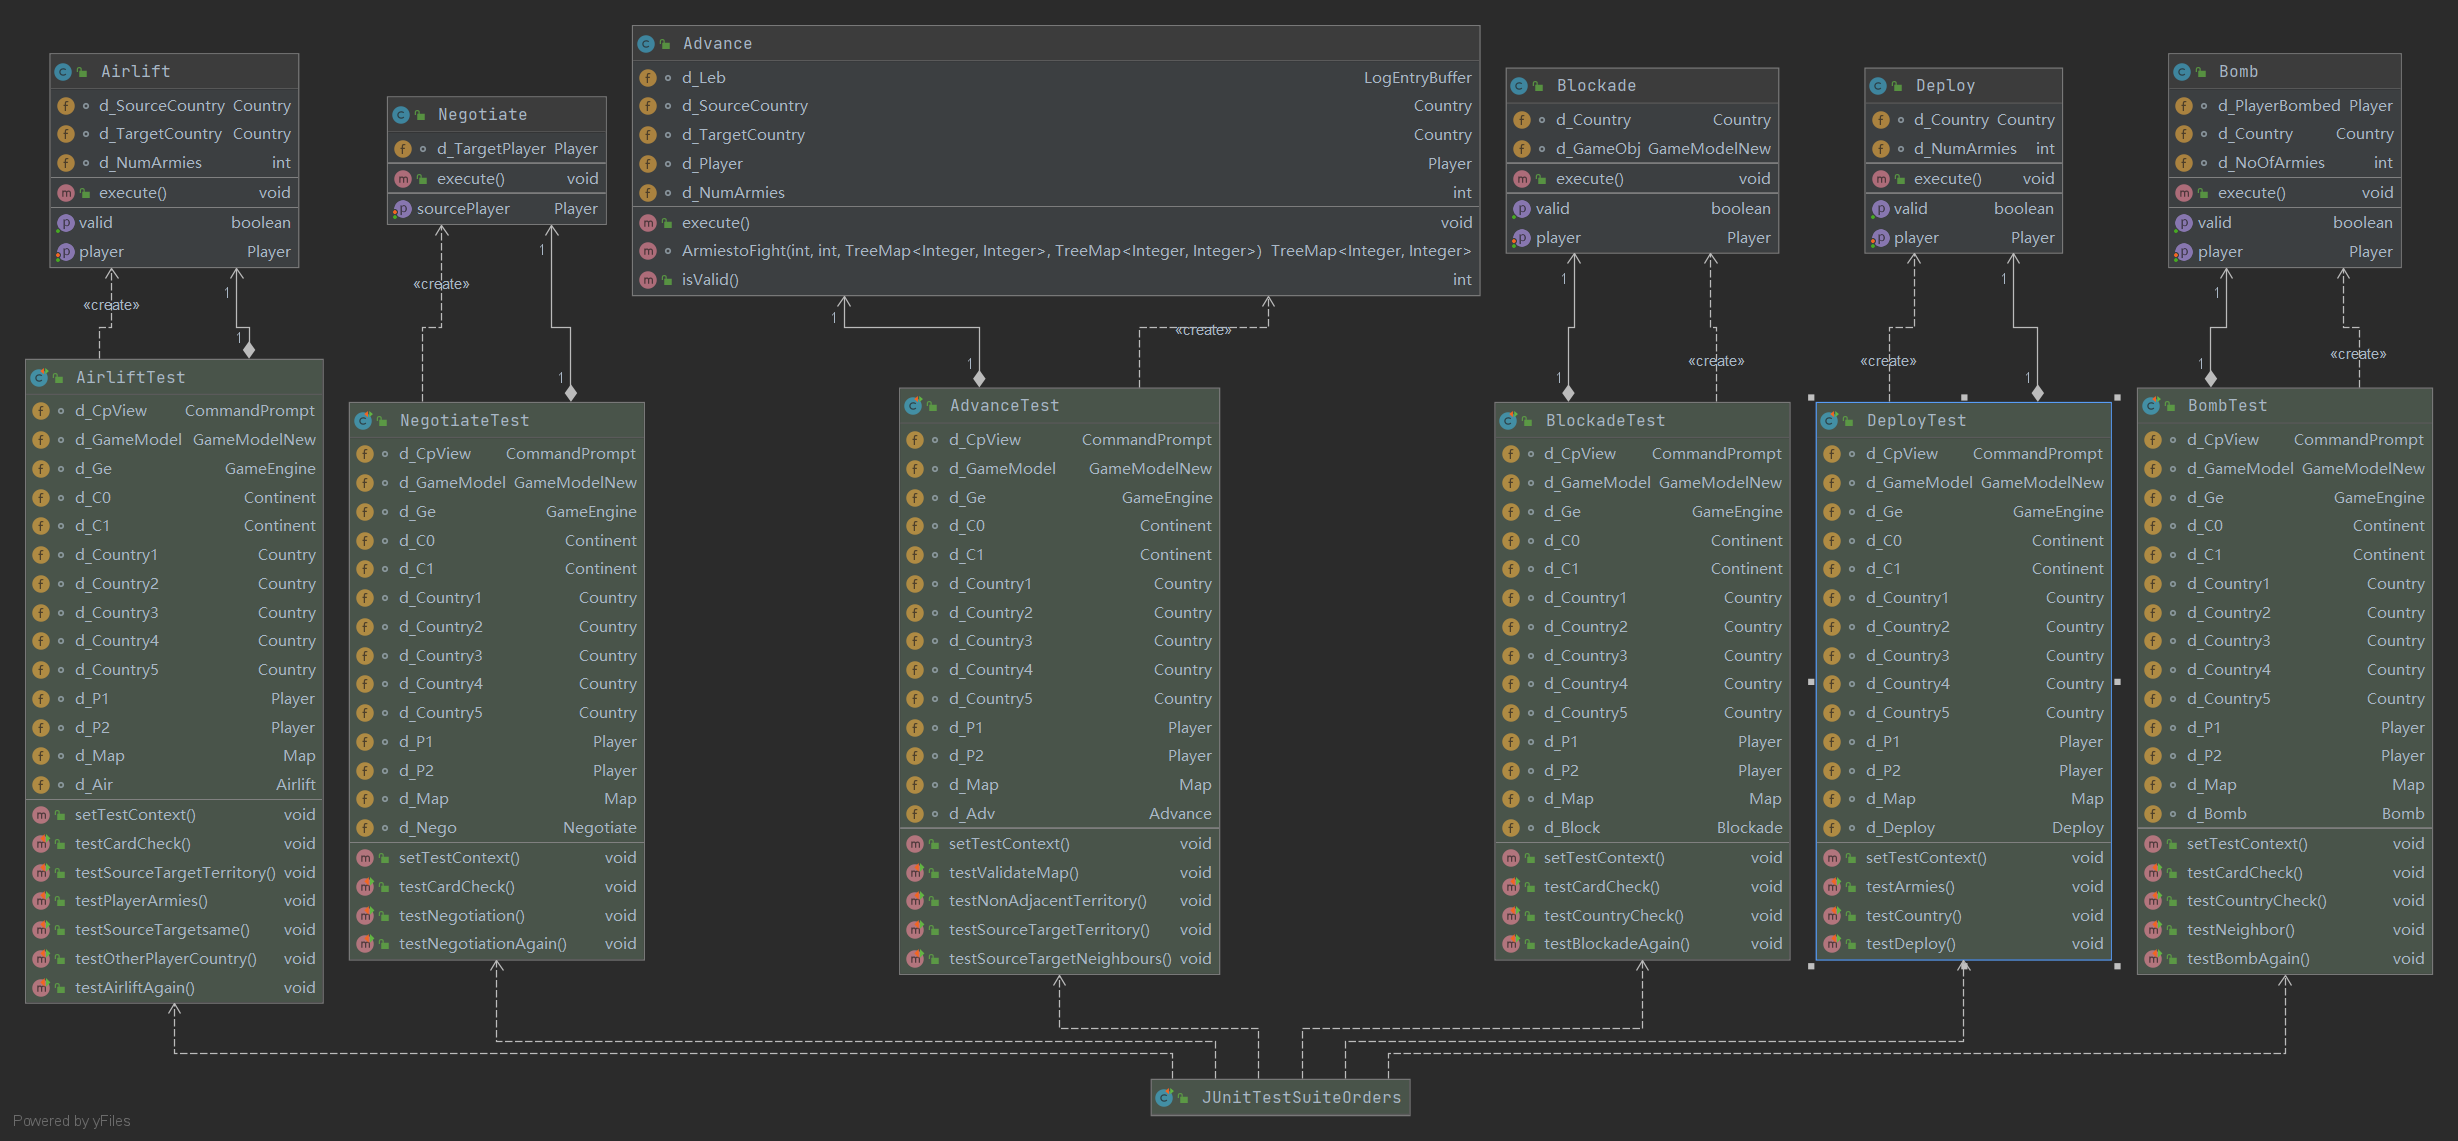 Airlift
d_SourceCountry Country
d_TargetCountry Country
d_NumArmies int
execute() void
valid boolean
player Player
Negotiate
d_TargetPlayer Player
execute() void
sourcePlayer Player
Advance
d_Leb LogEntryBuffer
d_SourceCountry Country
d_TargetCountry Country
d_Player Player
d_NumArmies int
execute() void
ArmiestoFight(int, int, TreeMap<Integer, Integer>, TreeMap<Integer, Integer>) TreeMap<Integer, Integer>
isValid() int
Blockade
d_Country Country
d_GameObj GameModelNew
execute() void
valid boolean
player Player
Deploy
d_Country Country
d_NumArmies int
execute() void
valid boolean
player Player
Bomb
d_PlayerBombed Player
d_Country Country
d_NoOfArmies int
execute() void
valid boolean
player Player
«create»
1
1
«create»
1
1
1
1
«create»
1
1
«create»
«create»
1
1
1
1
«create»
AirliftTest
d_CpView CommandPrompt
d_GameModel GameModelNew
d_Ge GameEngine
d_C0 Continent
d_C1 Continent
d_Country1 Country
d_Country2 Country
d_Country3 Country
d_Country4 Country
d_Country5 Country
d_P1 Player
d_P2 Player
d_Map Map
d_Air Airlift
setTestContext() void
testCardCheck() void
testSourceTargetTerritory() void
testPlayerArmies() void
testSourceTargetsame() void
testOtherPlayerCountry() void
testAirliftAgain() void
NegotiateTest
d_CpView CommandPrompt
d_GameModel GameModelNew
d_Ge GameEngine
d_C0 Continent
d_C1 Continent
d_Country1 Country
d_Country2 Country
d_Country3 Country
d_Country4 Country
d_Country5 Country
d_P1 Player
d_P2 Player
d_Map Map
d_Nego Negotiate
setTestContext() void
testCardCheck() void
testNegotiation() void
testNegotiationAgain() void
AdvanceTest
d_CpView CommandPrompt
d_GameModel GameModelNew
d_Ge GameEngine
d_C0 Continent
d_C1 Continent
d_Country1 Country
d_Country2 Country
d_Country3 Country
d_Country4 Country
d_Country5 Country
d_P1 Player
d_P2 Player
d_Map Map
d_Adv Advance
setTestContext() void
testValidateMap() void
testNonAdjacentTerritory() void
testSourceTargetTerritory() void
testSourceTargetNeighbours() void
BlockadeTest
d_CpView CommandPrompt
d_GameModel GameModelNew
d_Ge GameEngine
d_C0 Continent
d_C1 Continent
d_Country1 Country
d_Country2 Country
d_Country3 Country
d_Country4 Country
d_Country5 Country
d_P1 Player
d_P2 Player
d_Map Map
d_Block Blockade
setTestContext() void
testCardCheck() void
testCountryCheck() void
testBlockadeAgain() void
DeployTest
d_CpView CommandPrompt
d_GameModel GameModelNew
d_Ge GameEngine
d_C0 Continent
d_C1 Continent
d_Country1 Country
d_Country2 Country
d_Country3 Country
d_Country4 Country
d_Country5 Country
d_P1 Player
d_P2 Player
d_Map Map
d_Deploy Deploy
setTestContext() void
testArmies() void
testCountry() void
testDeploy() void
BombTest
d_CpView CommandPrompt
d_GameModel GameModelNew
d_Ge GameEngine
d_C0 Continent
d_C1 Continent
d_Country1 Country
d_Country2 Country
d_Country3 Country
d_Country4 Country
d_Country5 Country
d_P1 Player
d_P2 Player
d_Map Map
d_Bomb Bomb
setTestContext() void
testCardCheck() void
testCountryCheck() void
testNeighbor() void
testBombAgain() void
JUnitTestSuiteOrders
Powered by yFiles